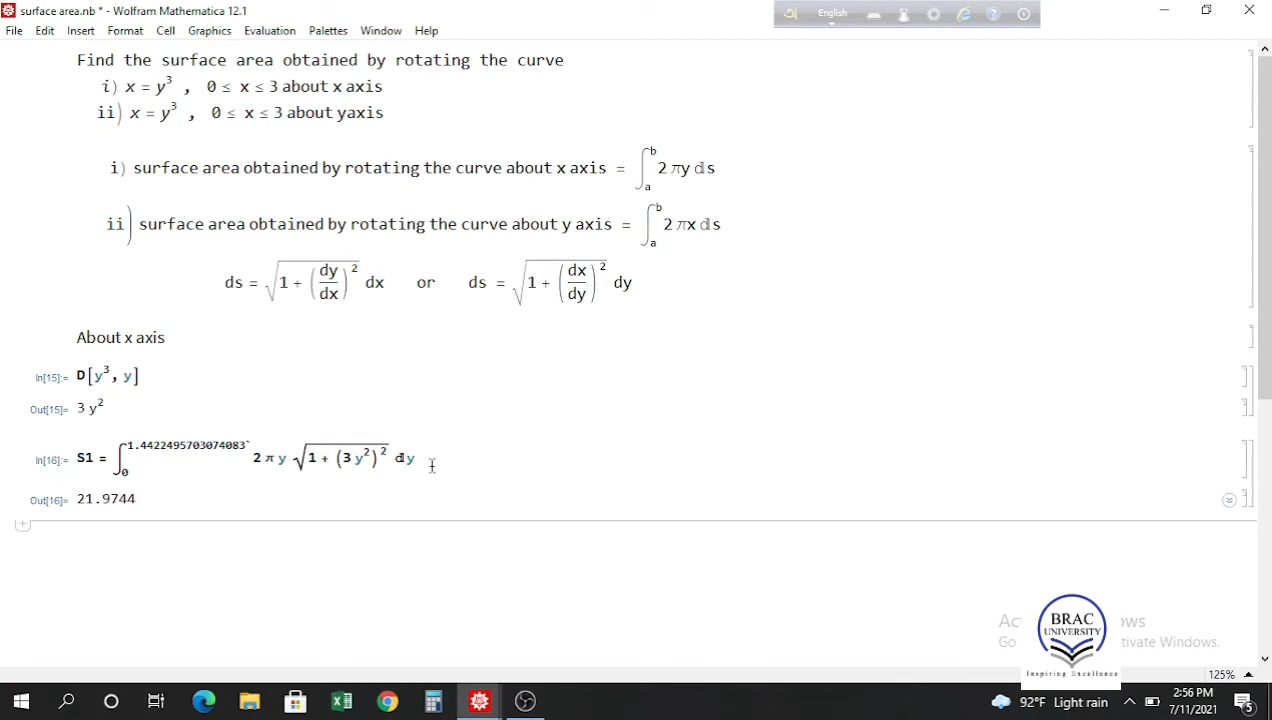 surface area.nb * - Wolfram Mathematica 12.1
English
File Edit Insert Format Cell Graphics Evaluation Palettes Window Help
Find the surface area obtained by rotating the curve
i) x = y³ , 0 ≤ x ≤ 3 about x axis
ii) x = y³ , 0 ≤ x ≤ 3 about yaxis
i) surface area obtained by rotating the curve about x axis = ∫_a^b 2 πy ⅆs
ii) surface area obtained by rotating the curve about y axis = ∫_a^b 2 πx ⅆs
ds = √(1 + (dy/dx)²) dx or ds = √(1 + (dx/dy)²) dy
About x axis
In[15]:= D[y³, y]
Out[15]= 3 y²
In[16]:= S1 = ∫_0^1.4422495703074083` 2 π y √(1 + (3 y²)²) ⅆy
Out[16]= 21.9744
BRAC
UNIVERSITY
Inspiring Excellence
tivate Windows.
125%
92°F Light rain
2:56 PM
7/11/2021
5